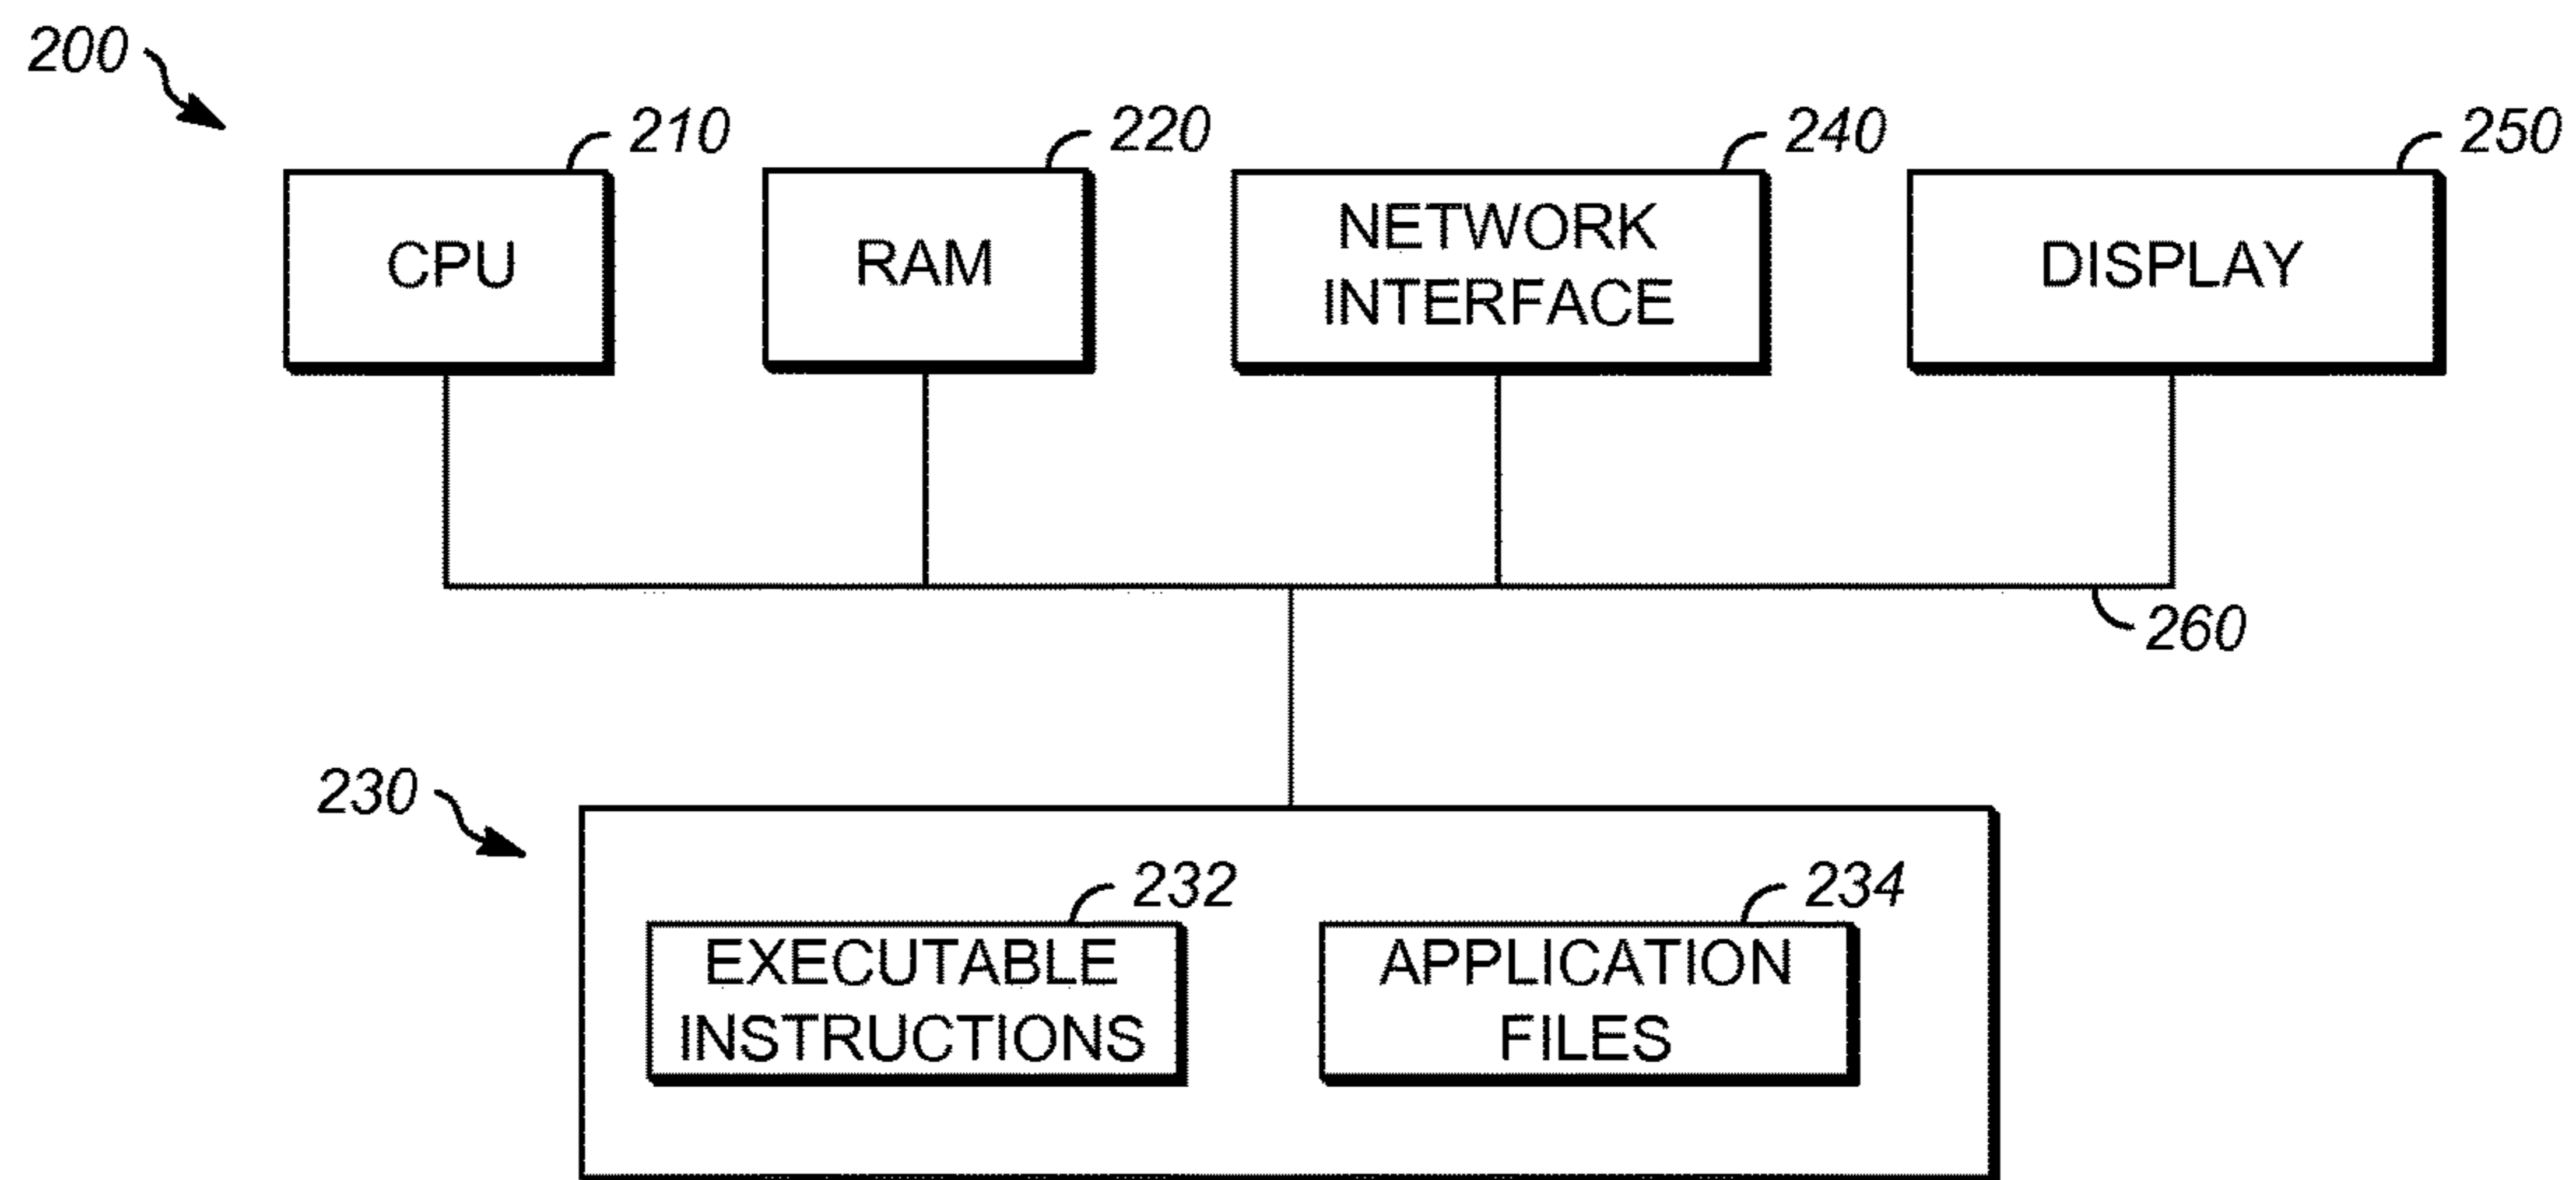 200
210
220
240
250
CPU
RAM
NETWORK
INTERFACE
DISPLAY
260
230
232
234
EXECUTABLE
INSTRUCTIONS
APPLICATION
FILES